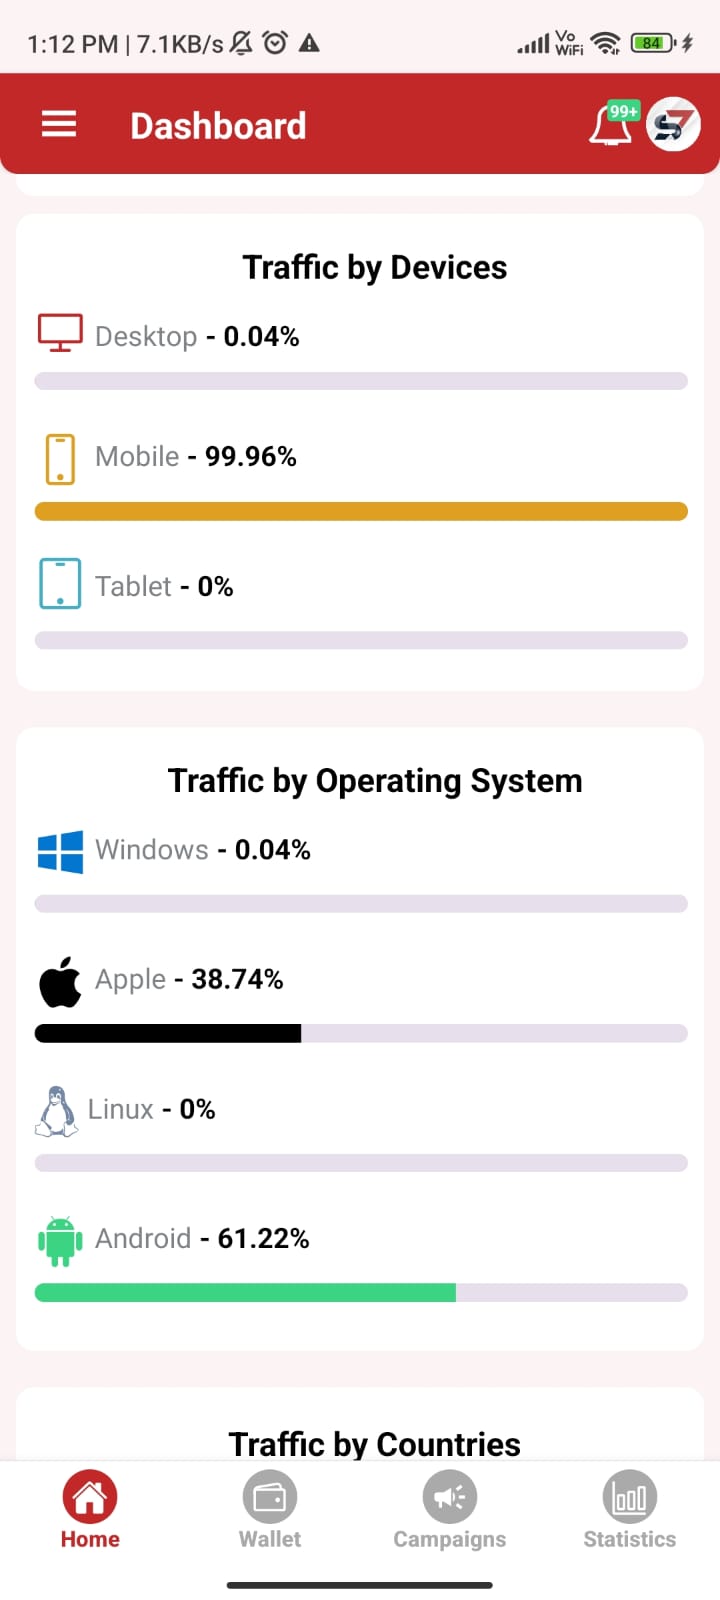 1:12 PM | 7.1KB/s Vo WiFi 84
Dashboard 99+
Traffic by Devices
Desktop - 0.04%
Mobile - 99.96%
Tablet - 0%
Traffic by Operating System
Windows - 0.04%
Apple - 38.74%
Linux - 0%
Android - 61.22%
Traffic by Countries
Home Wallet Campaigns Statistics